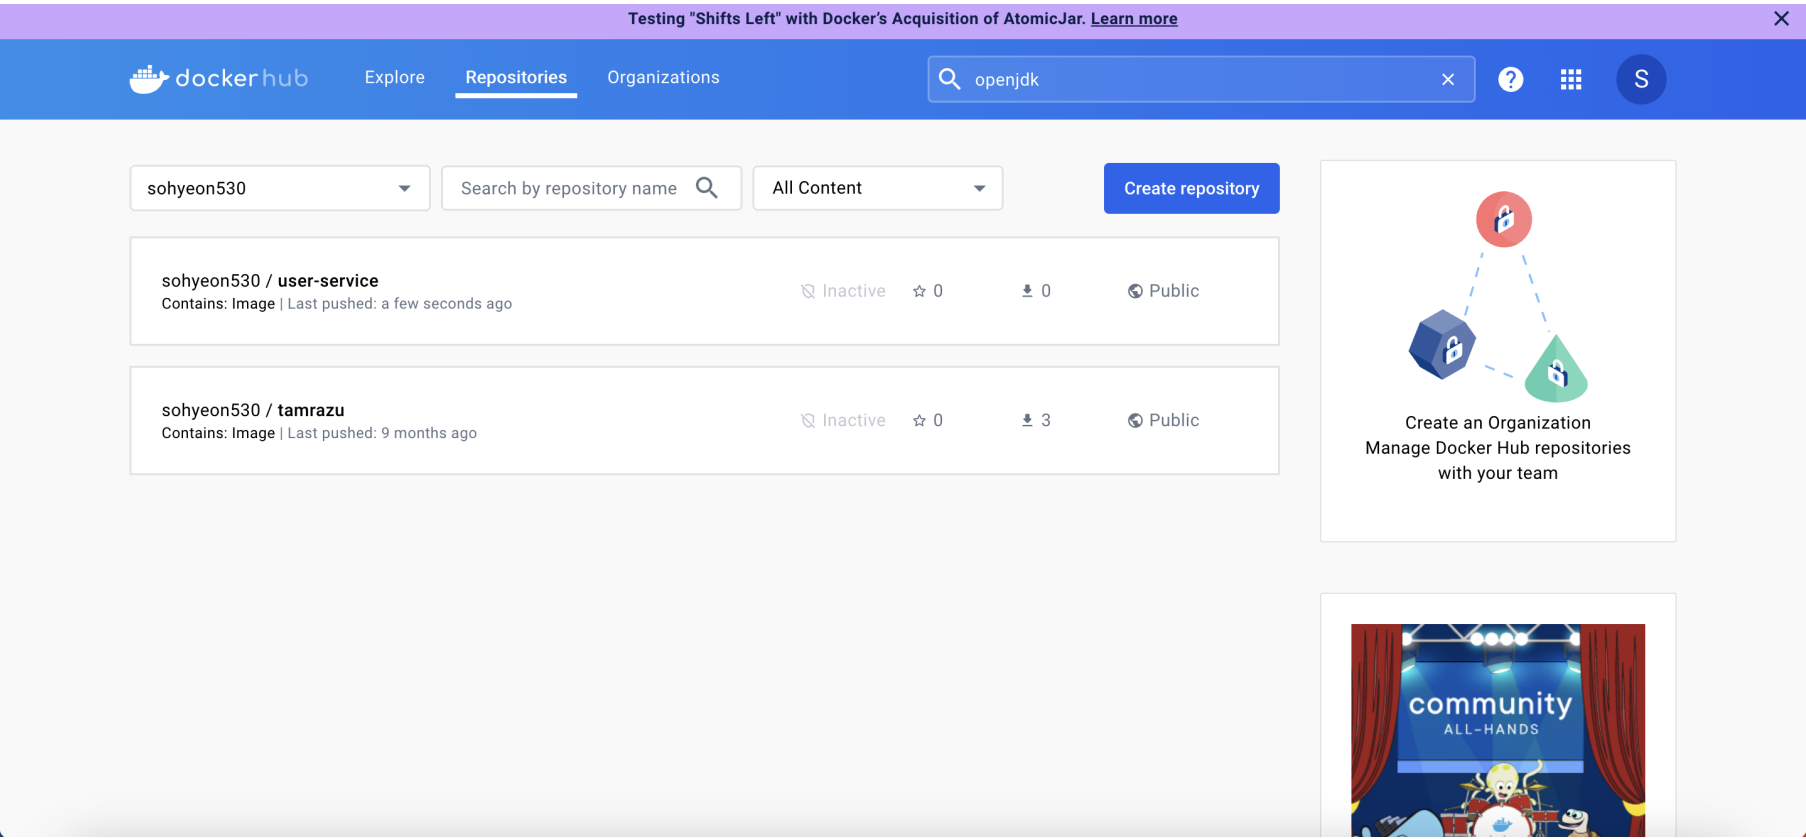 Testing "Shifts Left" with Docker's Acquisition of AtomicJar. Learn more
dockerhub Explore Repositories Organizations openjdk ? S
sohyeon530 Search by repository name All Content Create repository
sohyeon530 / user-service
Contains: Image | Last pushed: a few seconds ago
Inactive 0 0 Public
sohyeon530 / tamrazu
Contains: Image | Last pushed: 9 months ago
Inactive 0 3 Public
Create an Organization
Manage Docker Hub repositories
with your team
community
ALL-HANDS